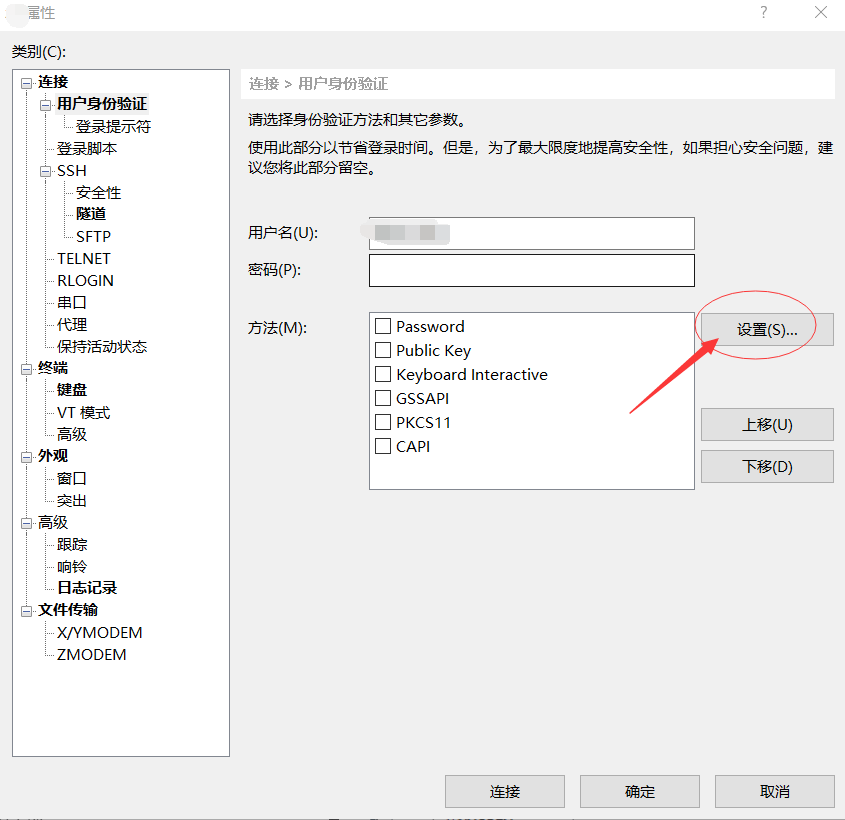 属性
?
类别(C):
连接
用户身份验证
登录提示符
登录脚本
SSH
安全性
隧道
SFTP
TELNET
RLOGIN
串口
代理
保持活动状态
终端
键盘
VT 模式
高级
外观
窗口
突出
高级
跟踪
响铃
日志记录
文件传输
X/YMODEM
ZMODEM
连接 > 用户身份验证
请选择身份验证方法和其它参数。
使用此部分以节省登录时间。但是，为了最大限度地提高安全性，如果担心安全问题，建
议您将此部分留空。
用户名(U):
密码(P):
方法(M):
Password
Public Key
Keyboard Interactive
GSSAPI
PKCS11
CAPI
设置(S)...
上移(U)
下移(D)
连接
确定
取消